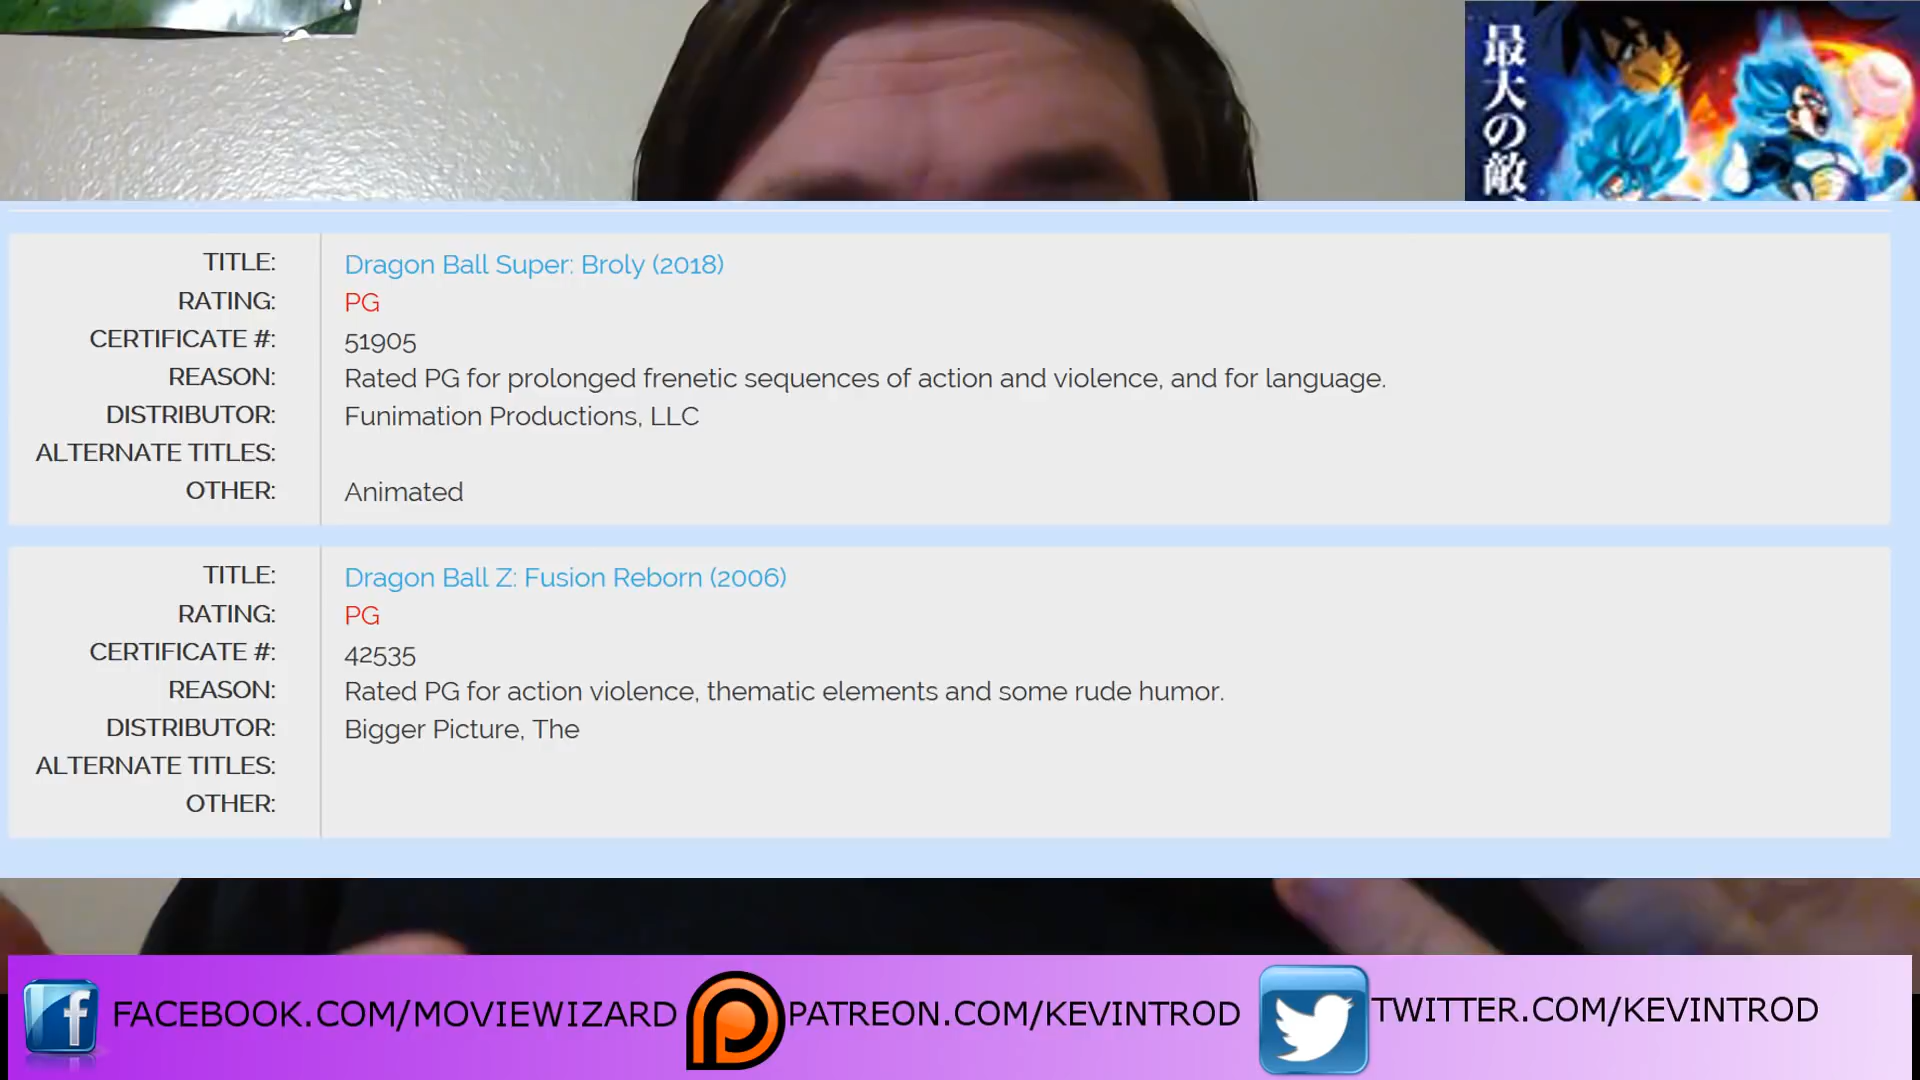 最大の敵、
TITLE: Dragon Ball Super: Broly (2018)
RATING: PG
CERTIFICATE #: 51905
REASON: Rated PG for prolonged frenetic sequences of action and violence, and for language.
DISTRIBUTOR: Funimation Productions, LLC
ALTERNATE TITLES:
OTHER: Animated
TITLE: Dragon Ball Z: Fusion Reborn (2006)
RATING: PG
CERTIFICATE #: 42535
REASON: Rated PG for action violence, thematic elements and some rude humor.
DISTRIBUTOR: Bigger Picture, The
ALTERNATE TITLES:
OTHER:
FACEBOOK.COM/MOVIEWIZARD PATREON.COM/KEVINTROD TWITTER.COM/KEVINTROD